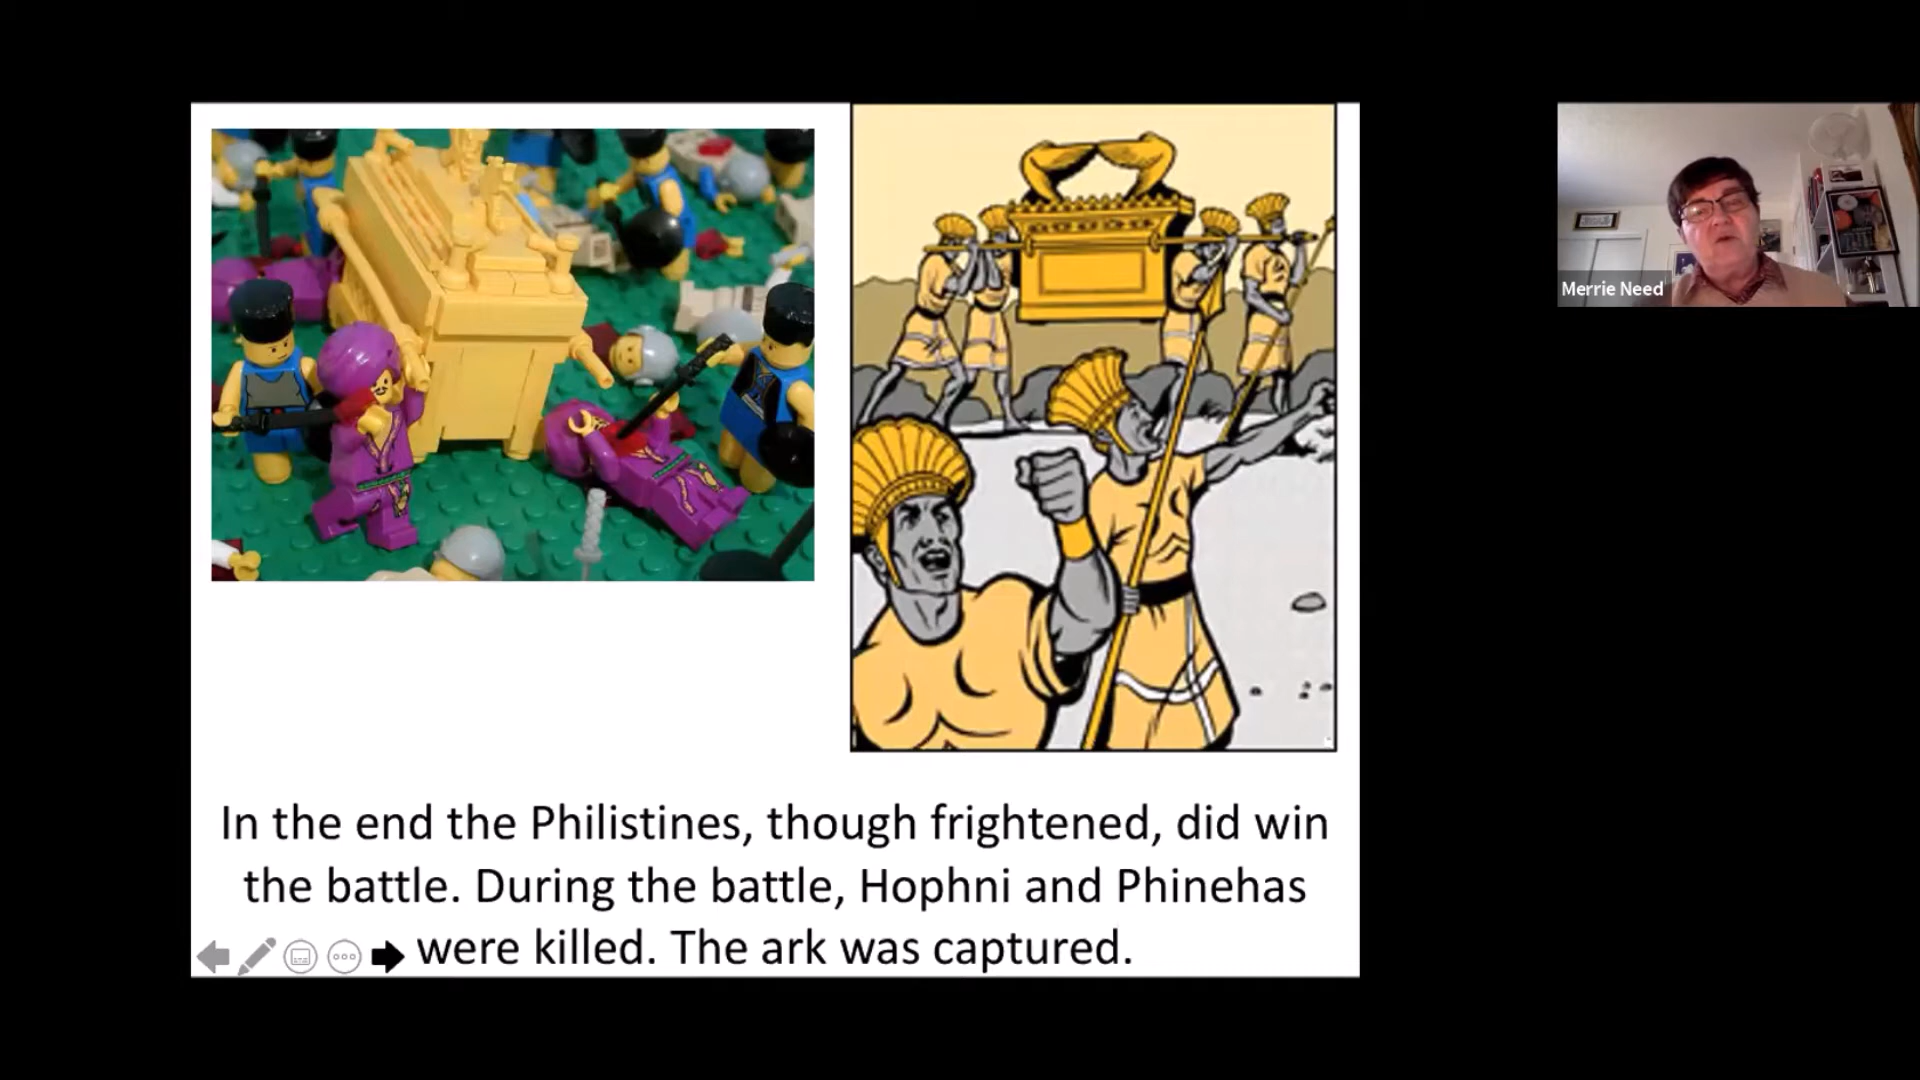 Merrie Need
In the end the Philistines, though frightened, did win
the battle. During the battle, Hophni and Phinehas
were killed. The ark was captured.